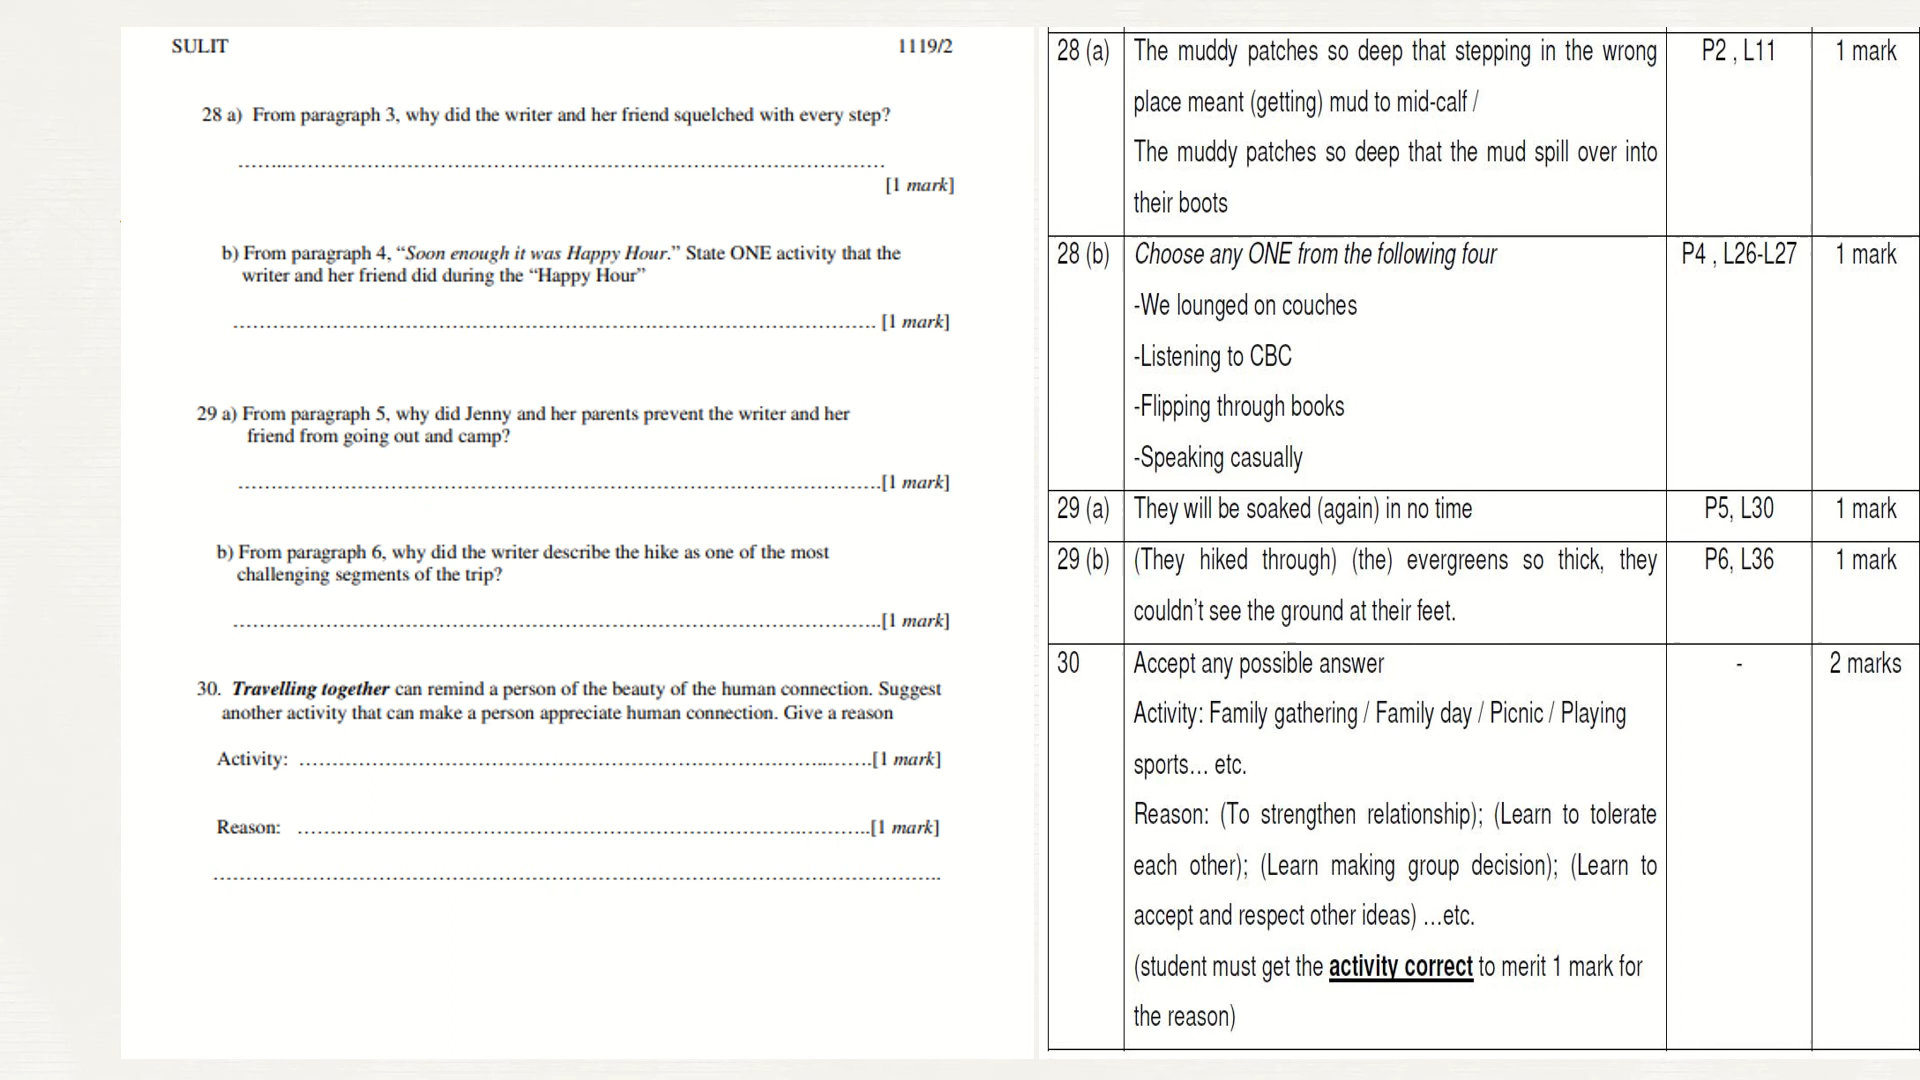 SULIT 1119/2
28 a) From paragraph 3, why did the writer and her friend squelched with every step?
[1 mark]
b) From paragraph 4, “Soon enough it was Happy Hour.” State ONE activity that the
writer and her friend did during the “Happy Hour”
[1 mark]
29 a) From paragraph 5, why did Jenny and her parents prevent the writer and her
friend from going out and camp?
[1 mark]
b) From paragraph 6, why did the writer describe the hike as one of the most
challenging segments of the trip?
[1 mark]
30. Travelling together can remind a person of the beauty of the human connection. Suggest
another activity that can make a person appreciate human connection. Give a reason
Activity: [1 mark]
Reason: [1 mark]
28 (a) The muddy patches so deep that stepping in the wrong P2 , L11 1 mark
place meant (getting) mud to mid-calf /
The muddy patches so deep that the mud spill over into
their boots
28 (b) Choose any ONE from the following four P4 , L26-L27 1 mark
-We lounged on couches
-Listening to CBC
-Flipping through books
-Speaking casually
29 (a) They will be soaked (again) in no time P5, L30 1 mark
29 (b) (They hiked through) (the) evergreens so thick, they P6, L36 1 mark
couldn’t see the ground at their feet.
30 Accept any possible answer - 2 marks
Activity: Family gathering / Family day / Picnic / Playing
sports… etc.
Reason: (To strengthen relationship); (Learn to tolerate
each other); (Learn making group decision); (Learn to
accept and respect other ideas) …etc.
(student must get the activity correct to merit 1 mark for
the reason)